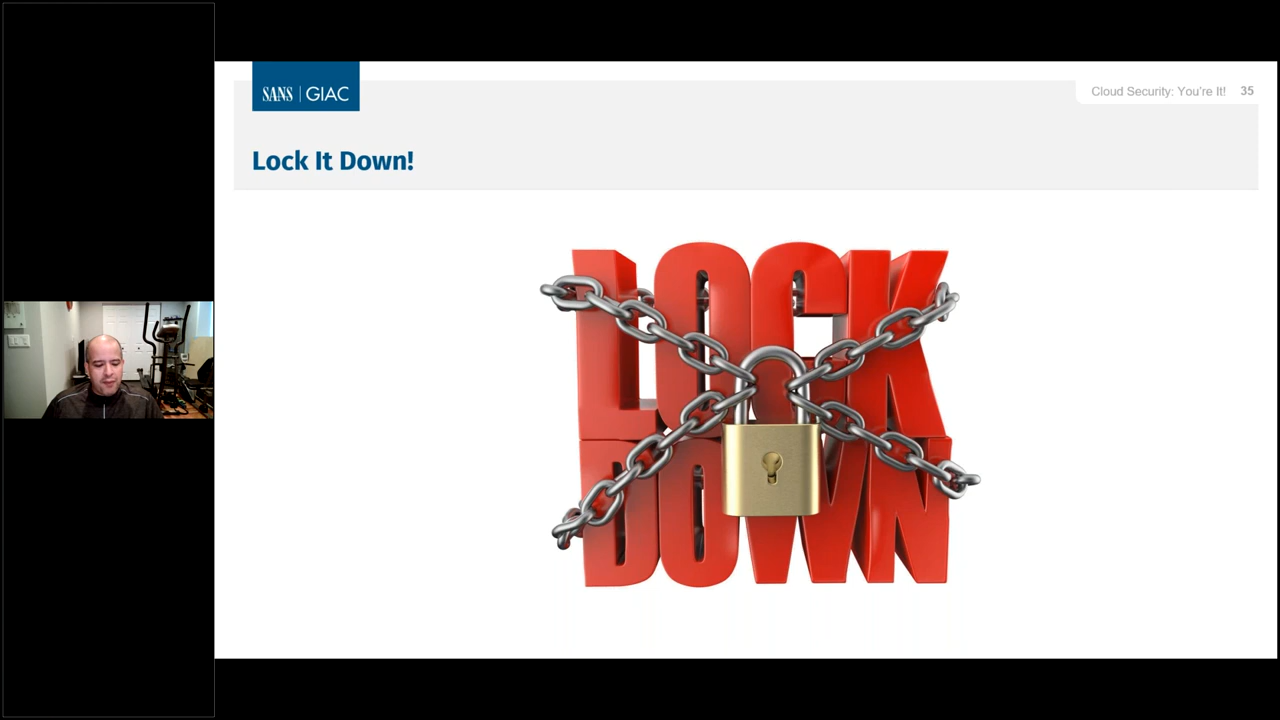 SANS | GIAC
Cloud Security: You're It! 35
Lock It Down!
LOCK
DOWN